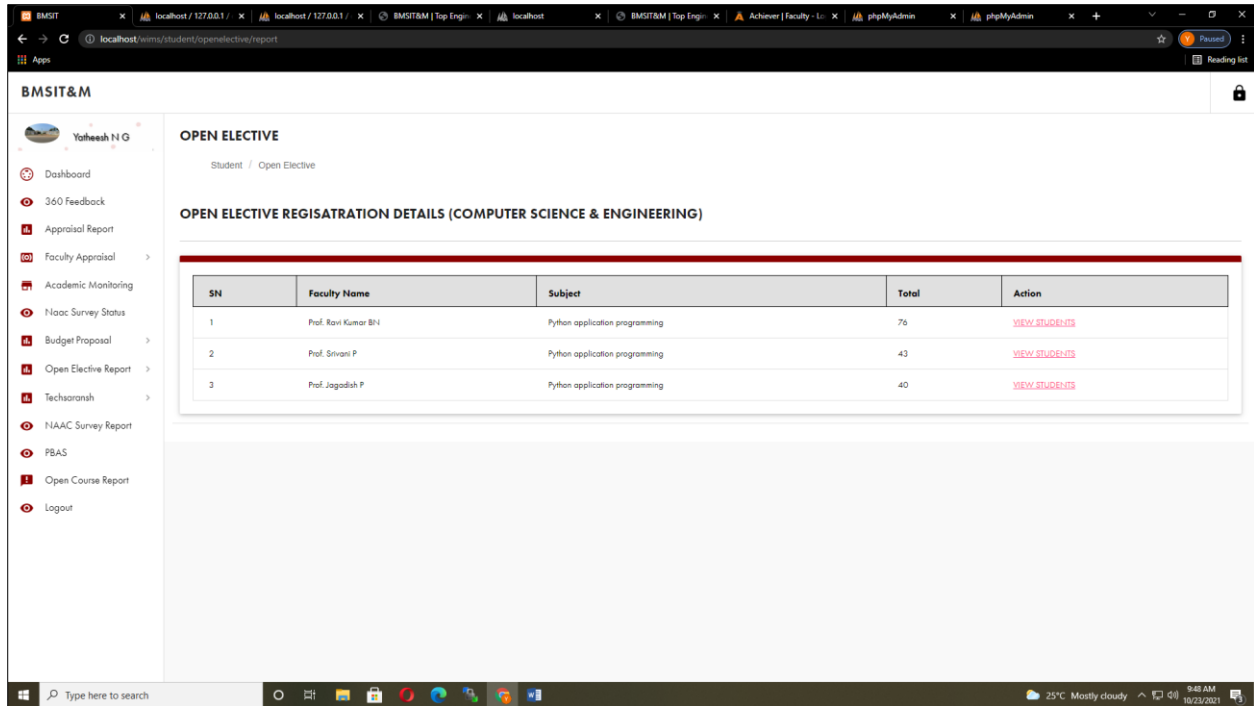 BMSIT
localhost / 127.0.0.1 /
localhost / 127.0.0.1 /
BMSIT&M | Top Engin
localhost
BMSIT&M | Top Engin
Achiever | Faculty - Lo
phpMyAdmin
phpMyAdmin
localhost/wims/student/openelective/report
Y Paused
Apps
Reading list
BMSIT&M
Yatheesh N G
Dashboard
360 Feedback
Appraisal Report
Faculty Appraisal
Academic Monitoring
Naac Survey Status
Budget Proposal
Open Elective Report
Techsaransh
NAAC Survey Report
PBAS
Open Course Report
Logout
OPEN ELECTIVE
Student / Open Elective
OPEN ELECTIVE REGISATRATION DETAILS (COMPUTER SCIENCE & ENGINEERING)
SN Faculty Name Subject Total Action
1 Prof. Ravi Kumar BN Python application programming 76 VIEW STUDENTS
2 Prof. Srivani P Python application programming 43 VIEW STUDENTS
3 Prof. Jagadish P Python application programming 40 VIEW STUDENTS
Type here to search
25°C Mostly cloudy
9:48 AM
10/23/2021